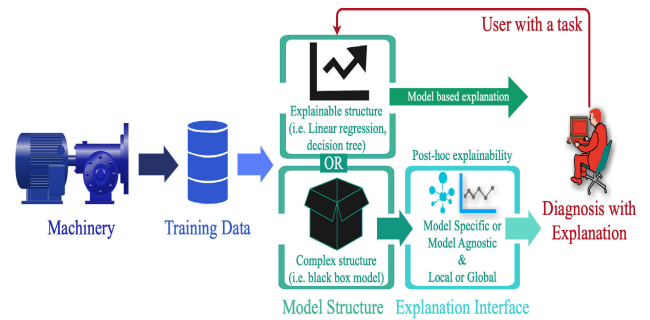 User with a task
Explainable structure
(i.e. Linear regression,
decision tree)
Model based explanation
OR
Post-hoc explainability
Machinery
Training Data
Complex structure
(i.e. black box model)
Model Specific or
Model Agnostic
&
Local or Global
Diagnosis with
Explanation
Model Structure
Explanation Interface